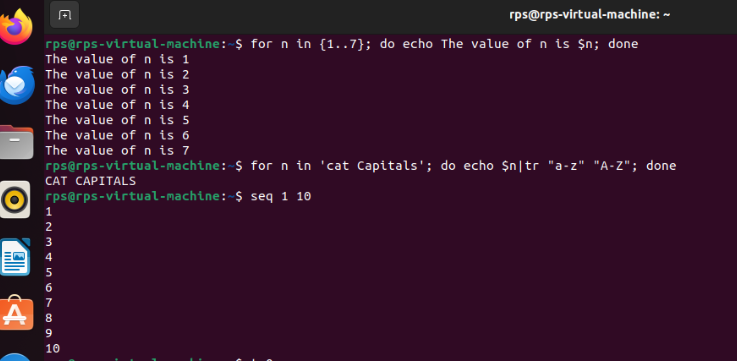 rps@rps-virtual-machine: ~
rps@rps-virtual-machine:~$ for n in {1..7}; do echo The value of n is $n; done
The value of n is 1
The value of n is 2
The value of n is 3
The value of n is 4
The value of n is 5
The value of n is 6
The value of n is 7
rps@rps-virtual-machine:~$ for n in 'cat Capitals'; do echo $n|tr "a-z" "A-Z"; done
CAT CAPITALS
rps@rps-virtual-machine:~$ seq 1 10
1
2
3
4
5
6
7
8
9
10